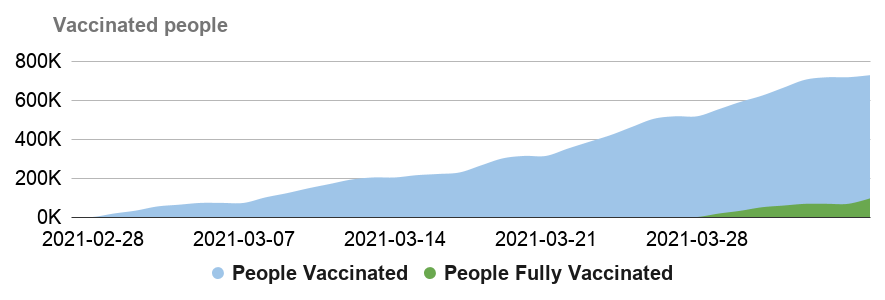 Vaccinated people
800K
600K
400K
200K
0K
2021-02-28 2021-03-07 2021-03-14 2021-03-21 2021-03-28
People Vaccinated People Fully Vaccinated